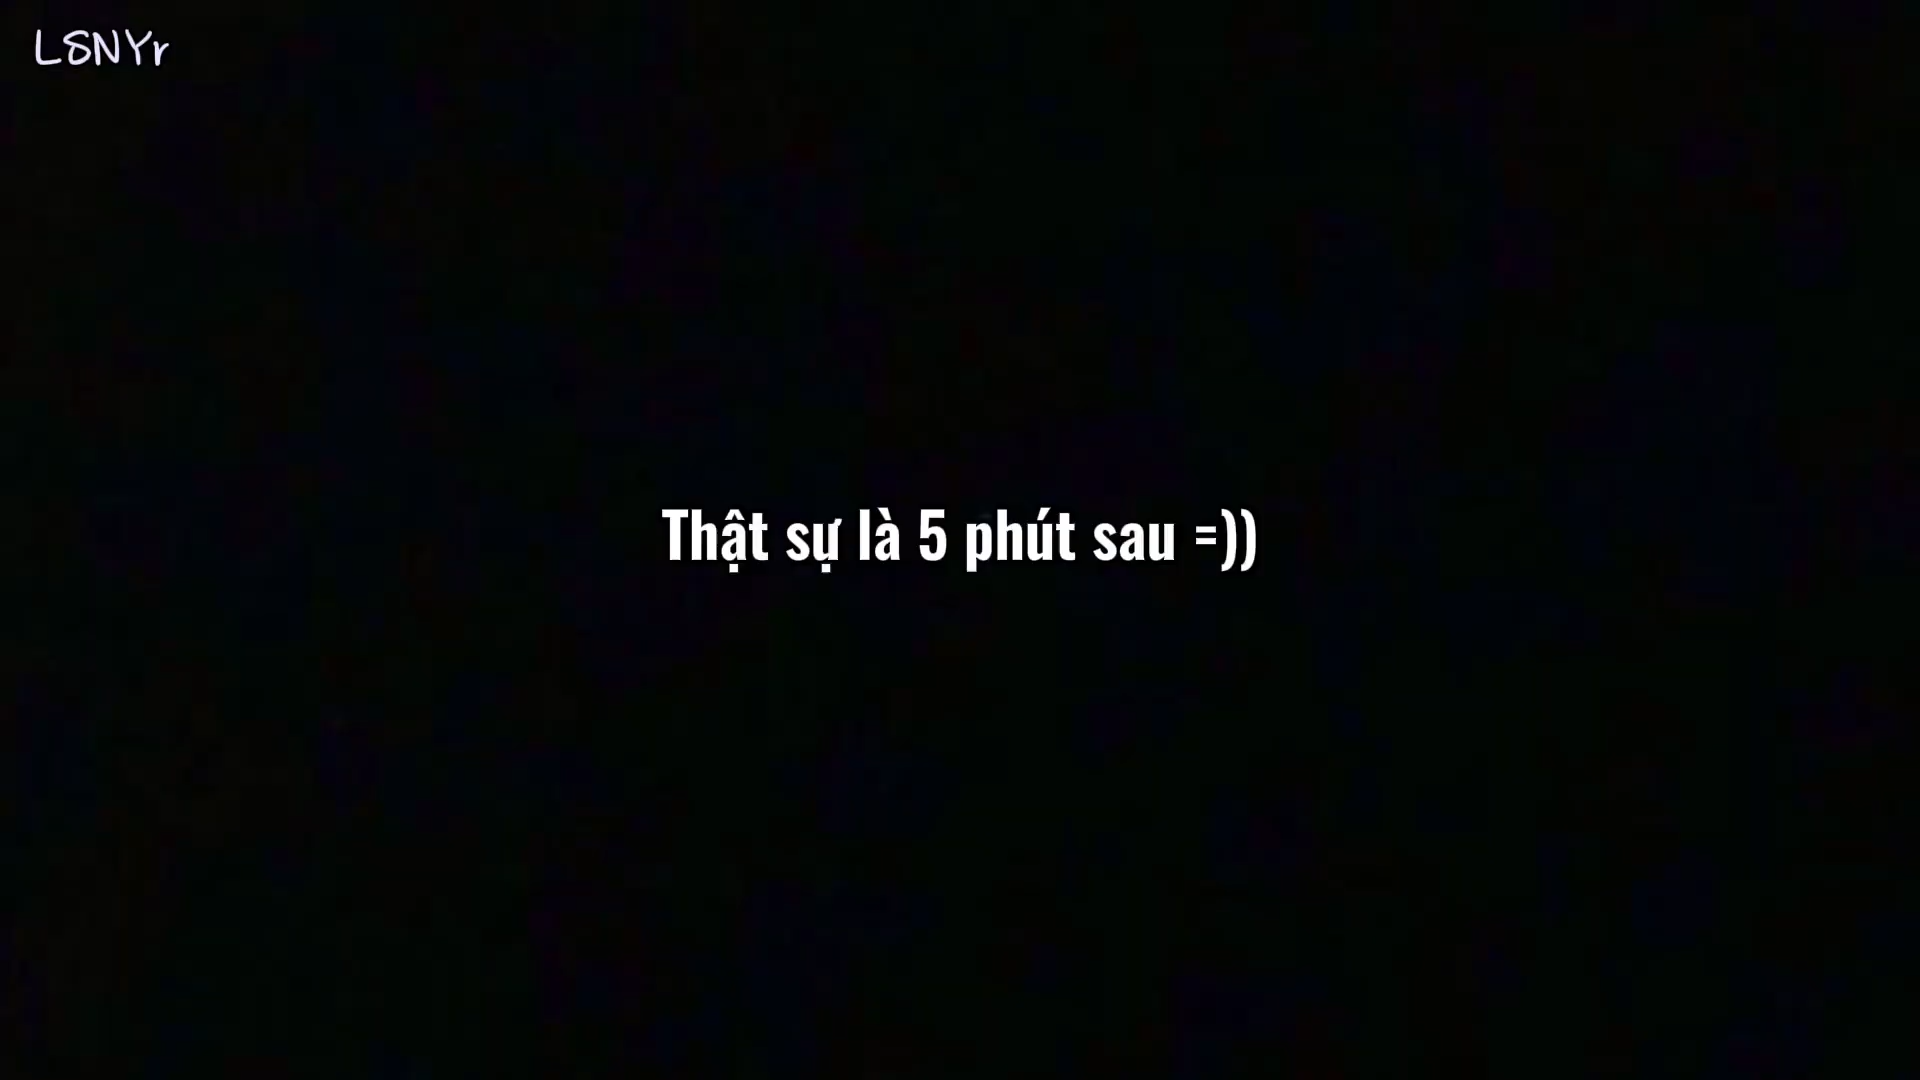 LSNYr
Thật sự là 5 phút sau =))